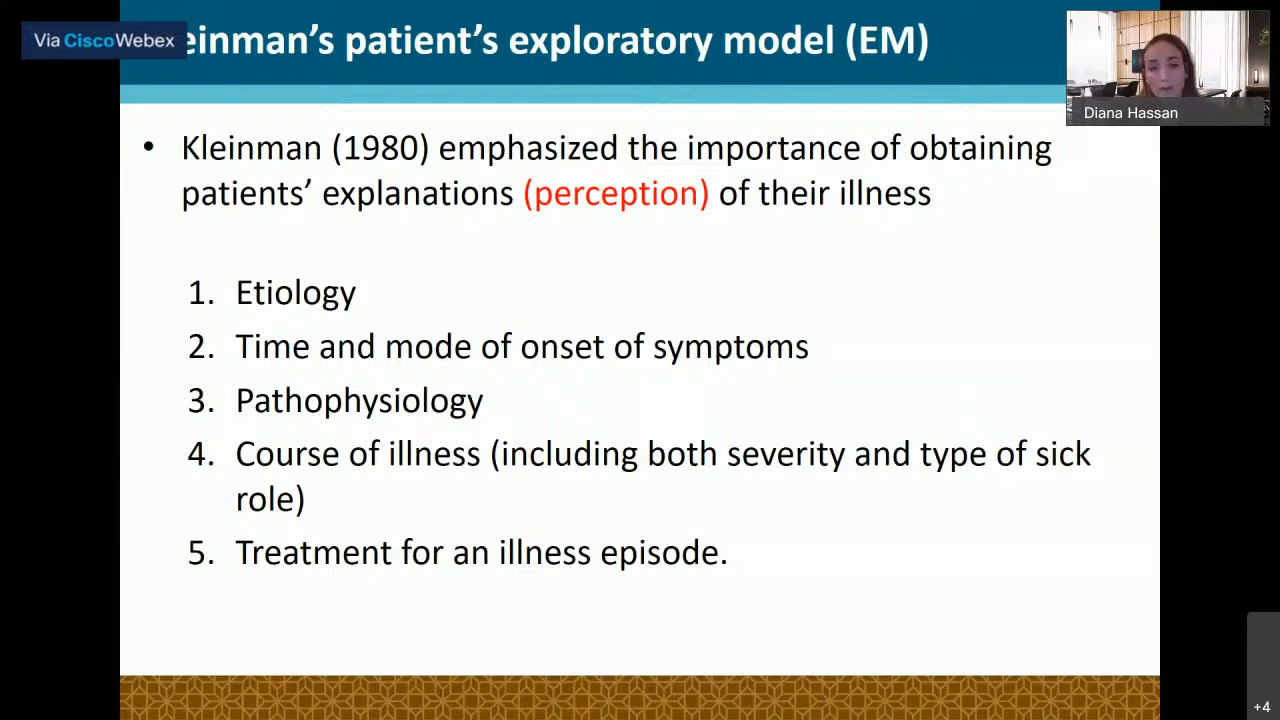 Via CiscoWebex
einman’s patient’s exploratory model (EM)
Diana Hassan
• Kleinman (1980) emphasized the importance of obtaining
patients’ explanations (perception) of their illness
1. Etiology
2. Time and mode of onset of symptoms
3. Pathophysiology
4. Course of illness (including both severity and type of sick
role)
5. Treatment for an illness episode.
+4